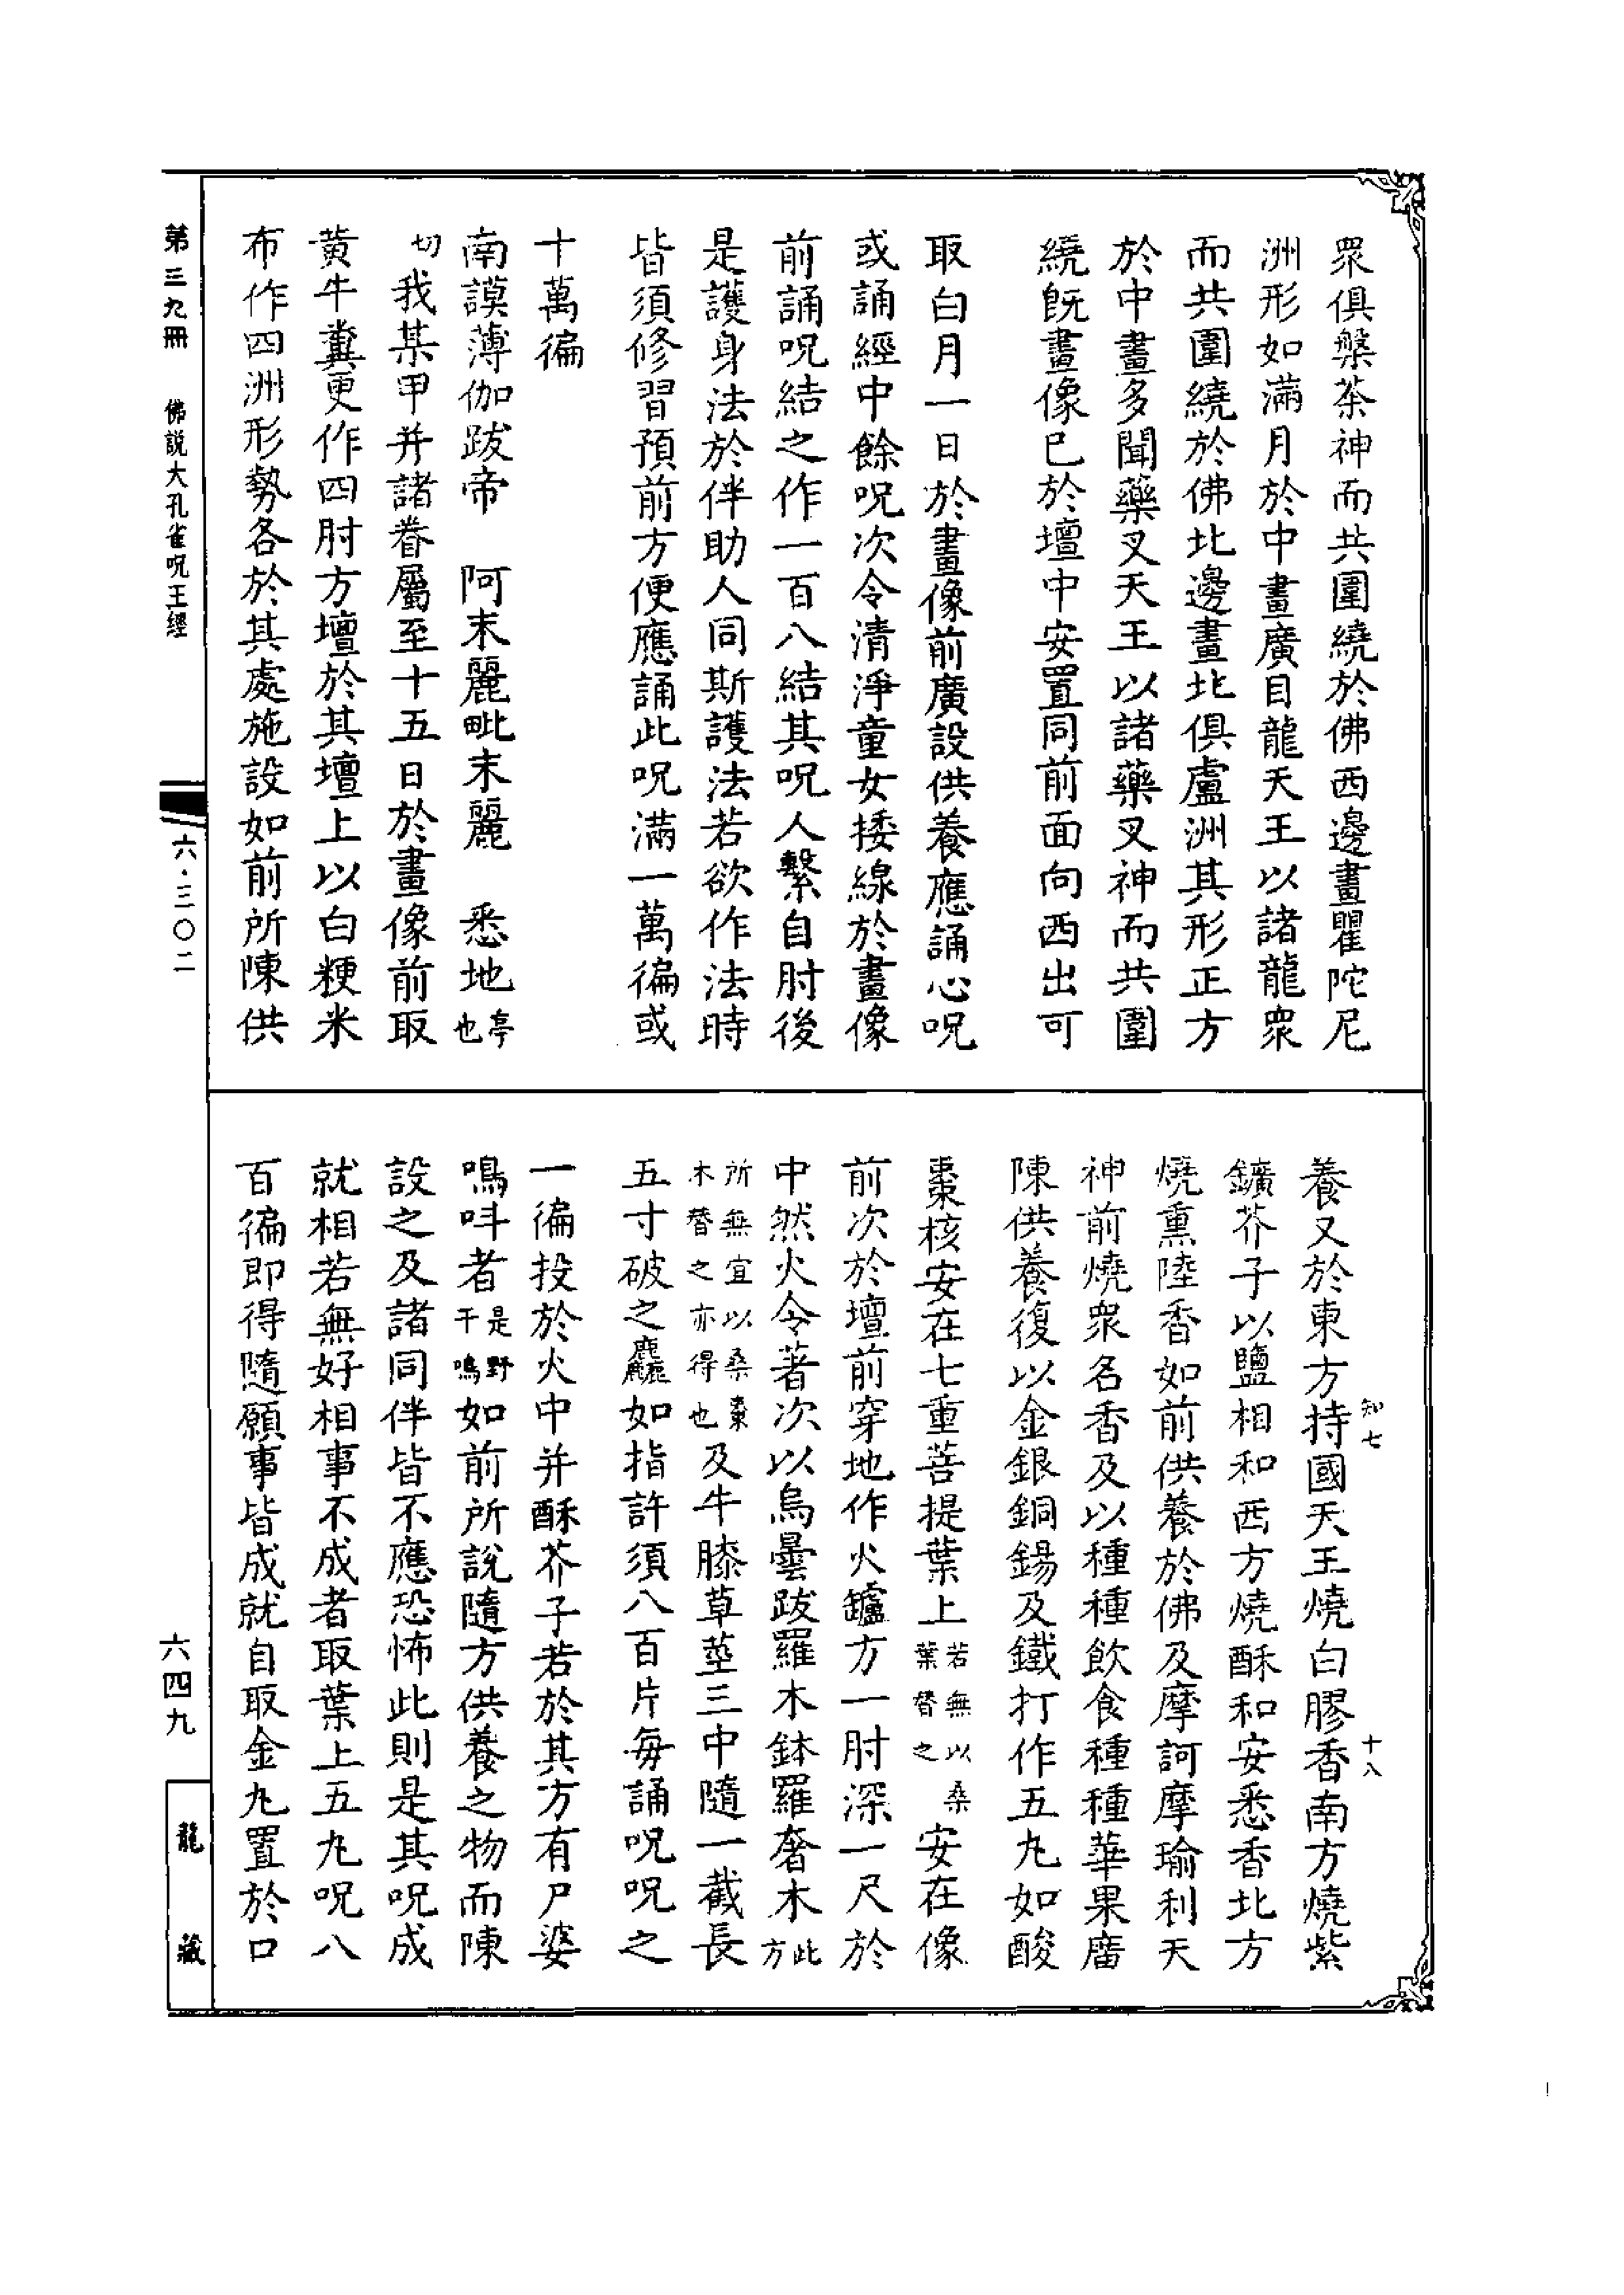 眾俱槃茶神而共圍繞於佛西邊畫瞿陀尼
洲形如滿月於中畫廣目龍天王以諸龍眾
而共圍繞於佛北邊畫北俱盧洲其形正方
於中畫多聞藥叉天王以諸藥叉神而共圍
繞既畫像已於壇中安置同前面向西出可
取白月一日於畫像前廣設供養應誦心呪
或誦經中餘呪次令清淨童女捼線於畫像
前誦呪結之作一百八結其呪人繫自肘後
是護身法於伴助人同斯護法若欲作法時
皆須修習預前方便應誦此呪滿一萬徧或
十萬徧
南謨薄伽跋帝　阿末麗毗末麗　悉地亭也
切我某甲并諸眷屬至十五日於畫像前取
黃牛糞更作四肘方壇於其壇上以白粳米
布作四洲形勢各於其處施設如前所陳供
養又於東方持國天王燒白膠香南方燒紫
鑛芥子以鹽相和西方燒酥和安悉香北方
燒熏陸香如前供養於佛及摩訶摩瑜利天
神前燒眾名香及以種種飲食種種華果廣
陳供養復以金銀銅錫及鐵打作五九如酸
棗核安在七重菩提葉上若無以桑葉替之安在像
前次於壇前穿地作火鑪方一肘深一尺於
中然火令著次以烏曇跋羅木鉢羅奢木此方
所無宜以桑棗木替之亦得也及牛膝草莖三中隨一截長
五寸破之麤如指許須八百片每誦呪呪之
一徧投於火中并酥芥子若於其方有尸婆
鳴呌者是野干鳴如前所說隨方供養之物而陳
設之及諸同伴皆不應恐怖此則是其呪成
就相若無好相事不成者取葉上五九呪八
百徧即得隨願事皆成就自取金九置於口
知七
十八
第三九冊　佛說大孔雀呪王經
六·三〇二
六四九
龍藏